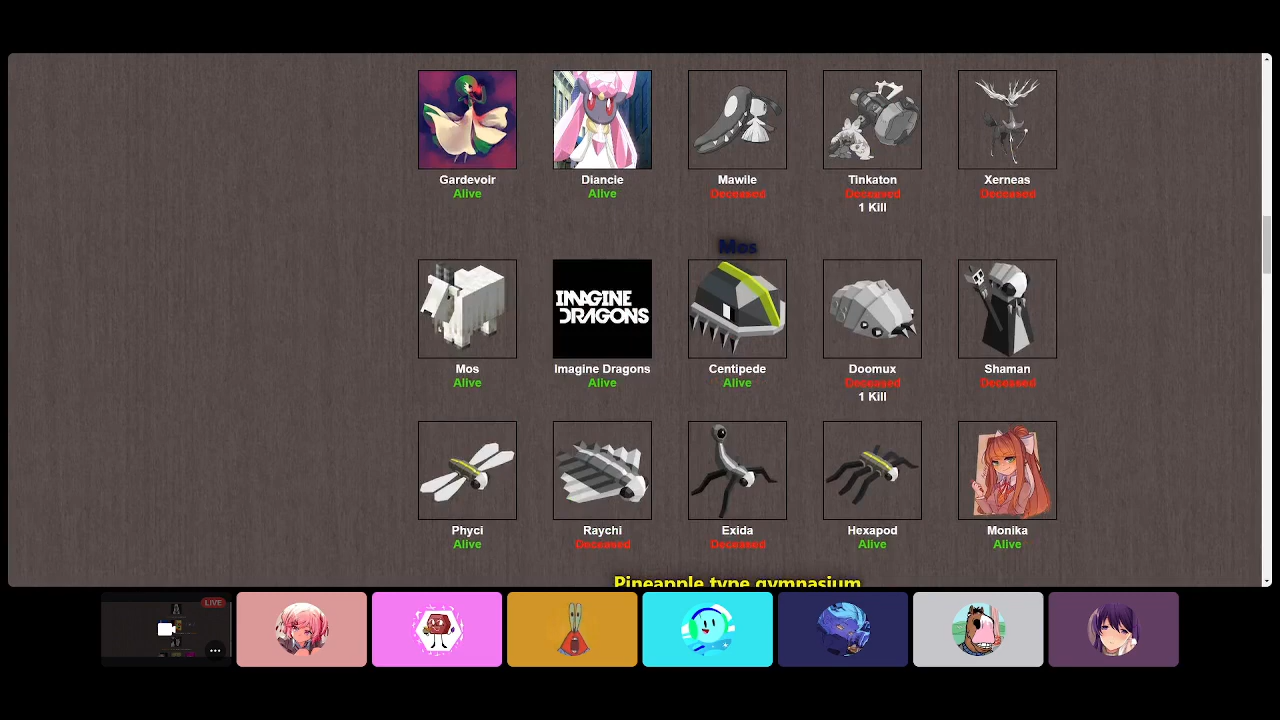 Gardevoir Diancie Mawile Tinkaton Xerneas
Alive Alive Deceased Deceased Deceased
1 Kill
Mos
IMAGINE
DRAGONS
Mos Imagine Dragons Centipede Doomux Shaman
Alive Alive Alive Deceased Deceased
1 Kill
Phyci Raychi Exida Hexapod Monika
Alive Deceased Deceased Alive Alive
Pineapple type gymnasium
LIVE